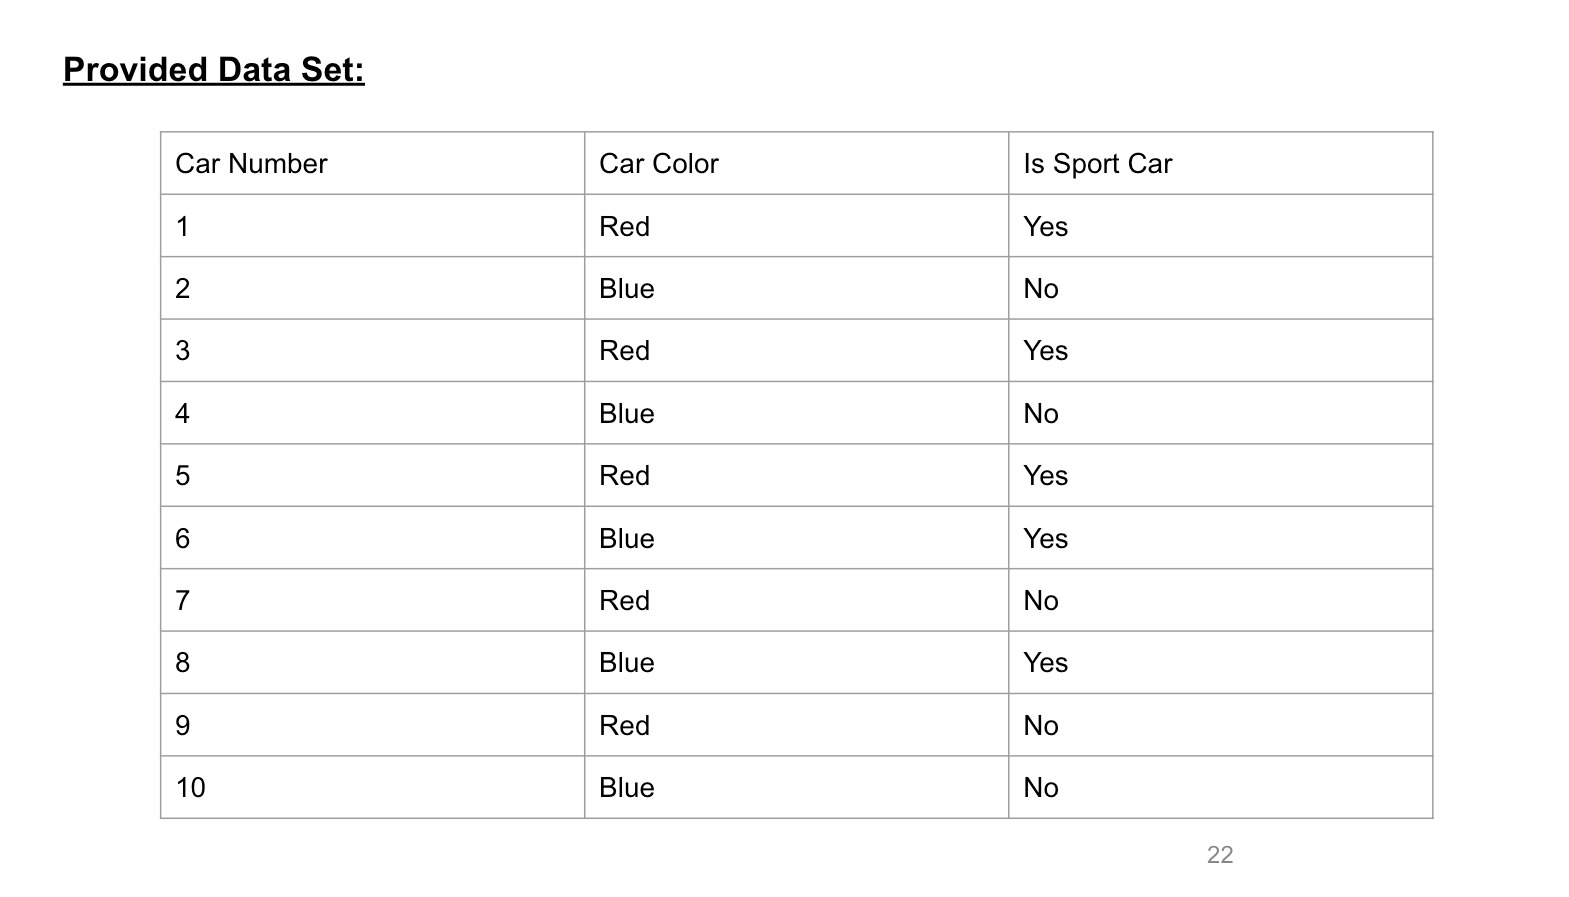 Provided Data Set:
Car Number Car Color Is Sport Car
1 Red Yes
2 Blue No
3 Red Yes
4 Blue No
5 Red Yes
6 Blue Yes
7 Red No
8 Blue Yes
9 Red No
10 Blue No
22